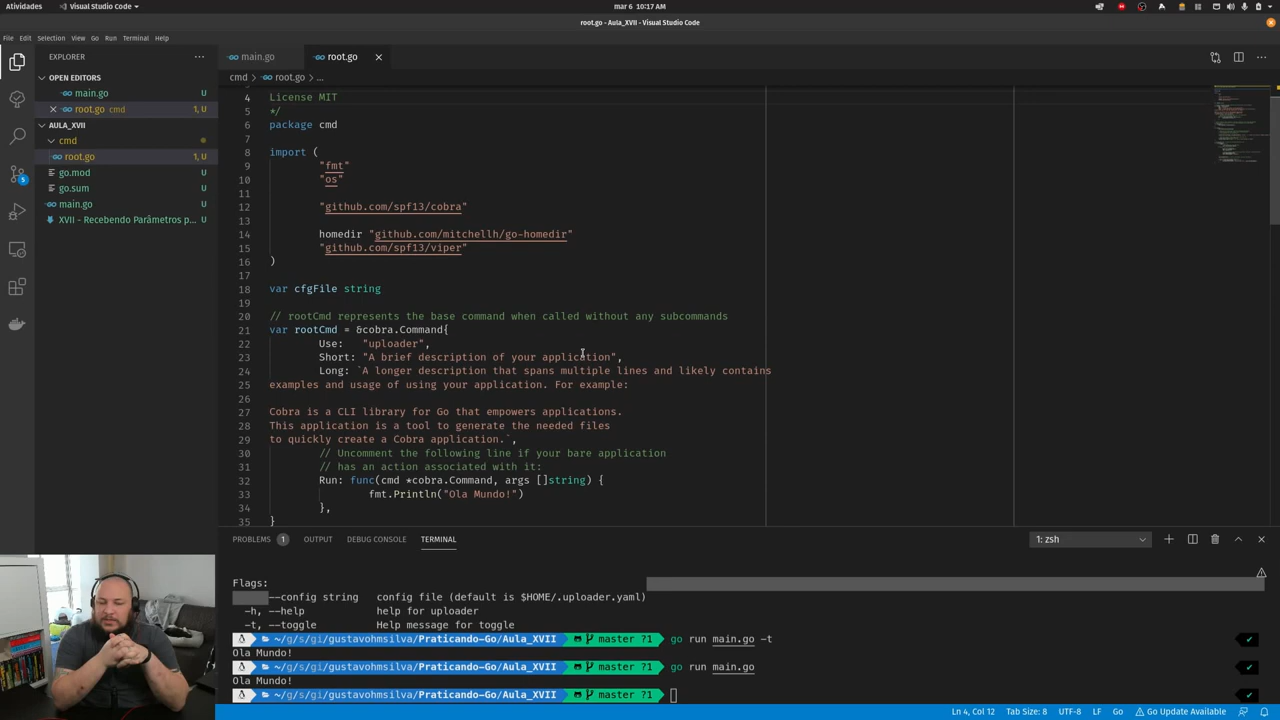 Atividades
Visual Studio Code
mar 6 10:17 AM
root.go - Aula_XVII - Visual Studio Code
File Edit Selection View Go Run Terminal Help
EXPLORER
OPEN EDITORS
main.go U
root.go cmd 1, U
AULA_XVII
cmd
root.go 1, U
go.mod U
go.sum U
main.go U
XVII - Recebendo Parâmetros p... U
5
main.go
root.go
cmd > root.go > ...
4 License MIT
5 */
6 package cmd
7
8 import (
9 "fmt"
10 "os"
11
12 "github.com/spf13/cobra"
13
14 homedir "github.com/mitchellh/go-homedir"
15 "github.com/spf13/viper"
16 )
17
18 var cfgFile string
19
20 // rootCmd represents the base command when called without any subcommands
21 var rootCmd = &cobra.Command{
22 Use: "uploader",
23 Short: "A brief description of your application",
24 Long: `A longer description that spans multiple lines and likely contains
25 examples and usage of using your application. For example:
26
27 Cobra is a CLI library for Go that empowers applications.
28 This application is a tool to generate the needed files
29 to quickly create a Cobra application.`,
30 // Uncomment the following line if your bare application
31 // has an action associated with it:
32 Run: func(cmd *cobra.Command, args []string) {
33 fmt.Println("Ola Mundo!")
34 },
35 }
PROBLEMS 1 OUTPUT DEBUG CONSOLE TERMINAL
1: zsh
Flags:
--config string config file (default is $HOME/.uploader.yaml)
-h, --help help for uploader
-t, --toggle Help message for toggle
~/g/s/gi/gustavohmsilva/Praticando-Go/Aula_XVII master ?1 go run main.go -t
Ola Mundo!
~/g/s/gi/gustavohmsilva/Praticando-Go/Aula_XVII master ?1 go run main.go
Ola Mundo!
~/g/s/gi/gustavohmsilva/Praticando-Go/Aula_XVII master ?1
Ln 4, Col 12 Tab Size: 8 UTF-8 LF Go Go Update Available